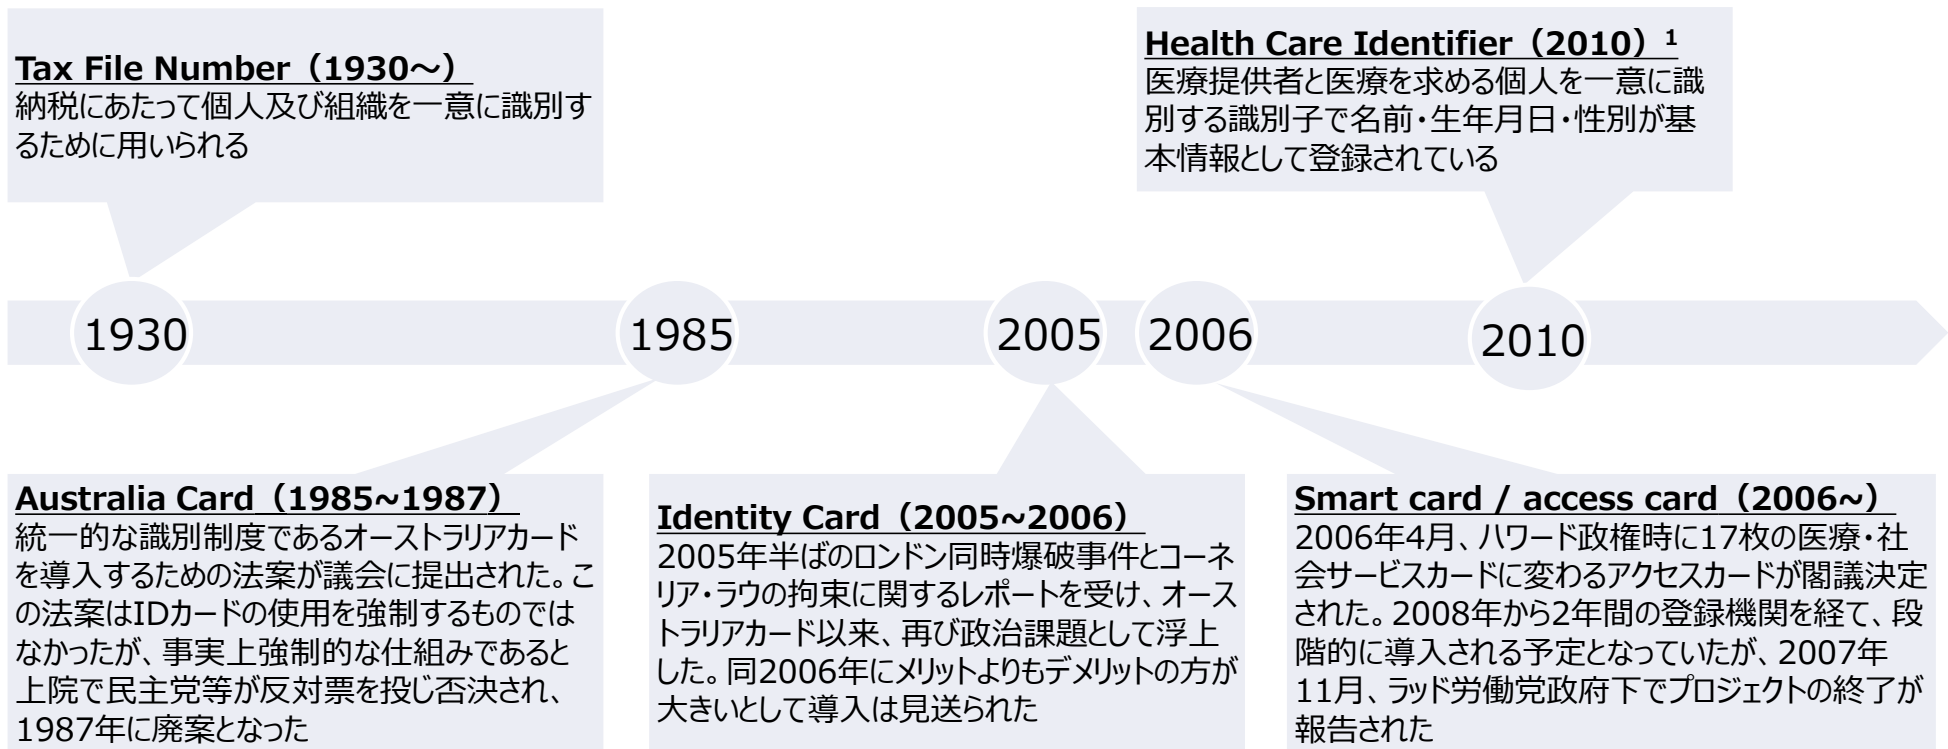 Tax File Number（1930～）
納税にあたって個人及び組織を一意に識別す
るために用いられる
Health Care Identifier（2010）1
医療提供者と医療を求める個人を一意に識
別する識別子で名前・生年月日・性別が基
本情報として登録されている
1930
1985
2005
2006
2010
Australia Card（1985~1987）
統一的な識別制度であるオーストラリアカード
を導入するための法案が議会に提出された。こ
の法案はIDカードの使用を強制するものでは
なかったが、事実上強制的な仕組みであると
上院で民主党等が反対票を投じ否決され、
1987年に廃案となった
Identity Card（2005~2006）
2005年半ばのロンドン同時爆破事件とコーネ
リア・ラウの拘束に関するレポートを受け、オース
トラリアカード以来、再び政治課題として浮上
した。同2006年にメリットよりもデメリットの方が
大きいとして導入は見送られた
Smart card / access card（2006~）
2006年4月、ハワード政権時に17枚の医療・社
会サービスカードに変わるアクセスカードが閣議決定
された。2008年から2年間の登録機関を経て、段
階的に導入される予定となっていたが、2007年
11月、ラッド労働党政府下でプロジェクトの終了が
報告された